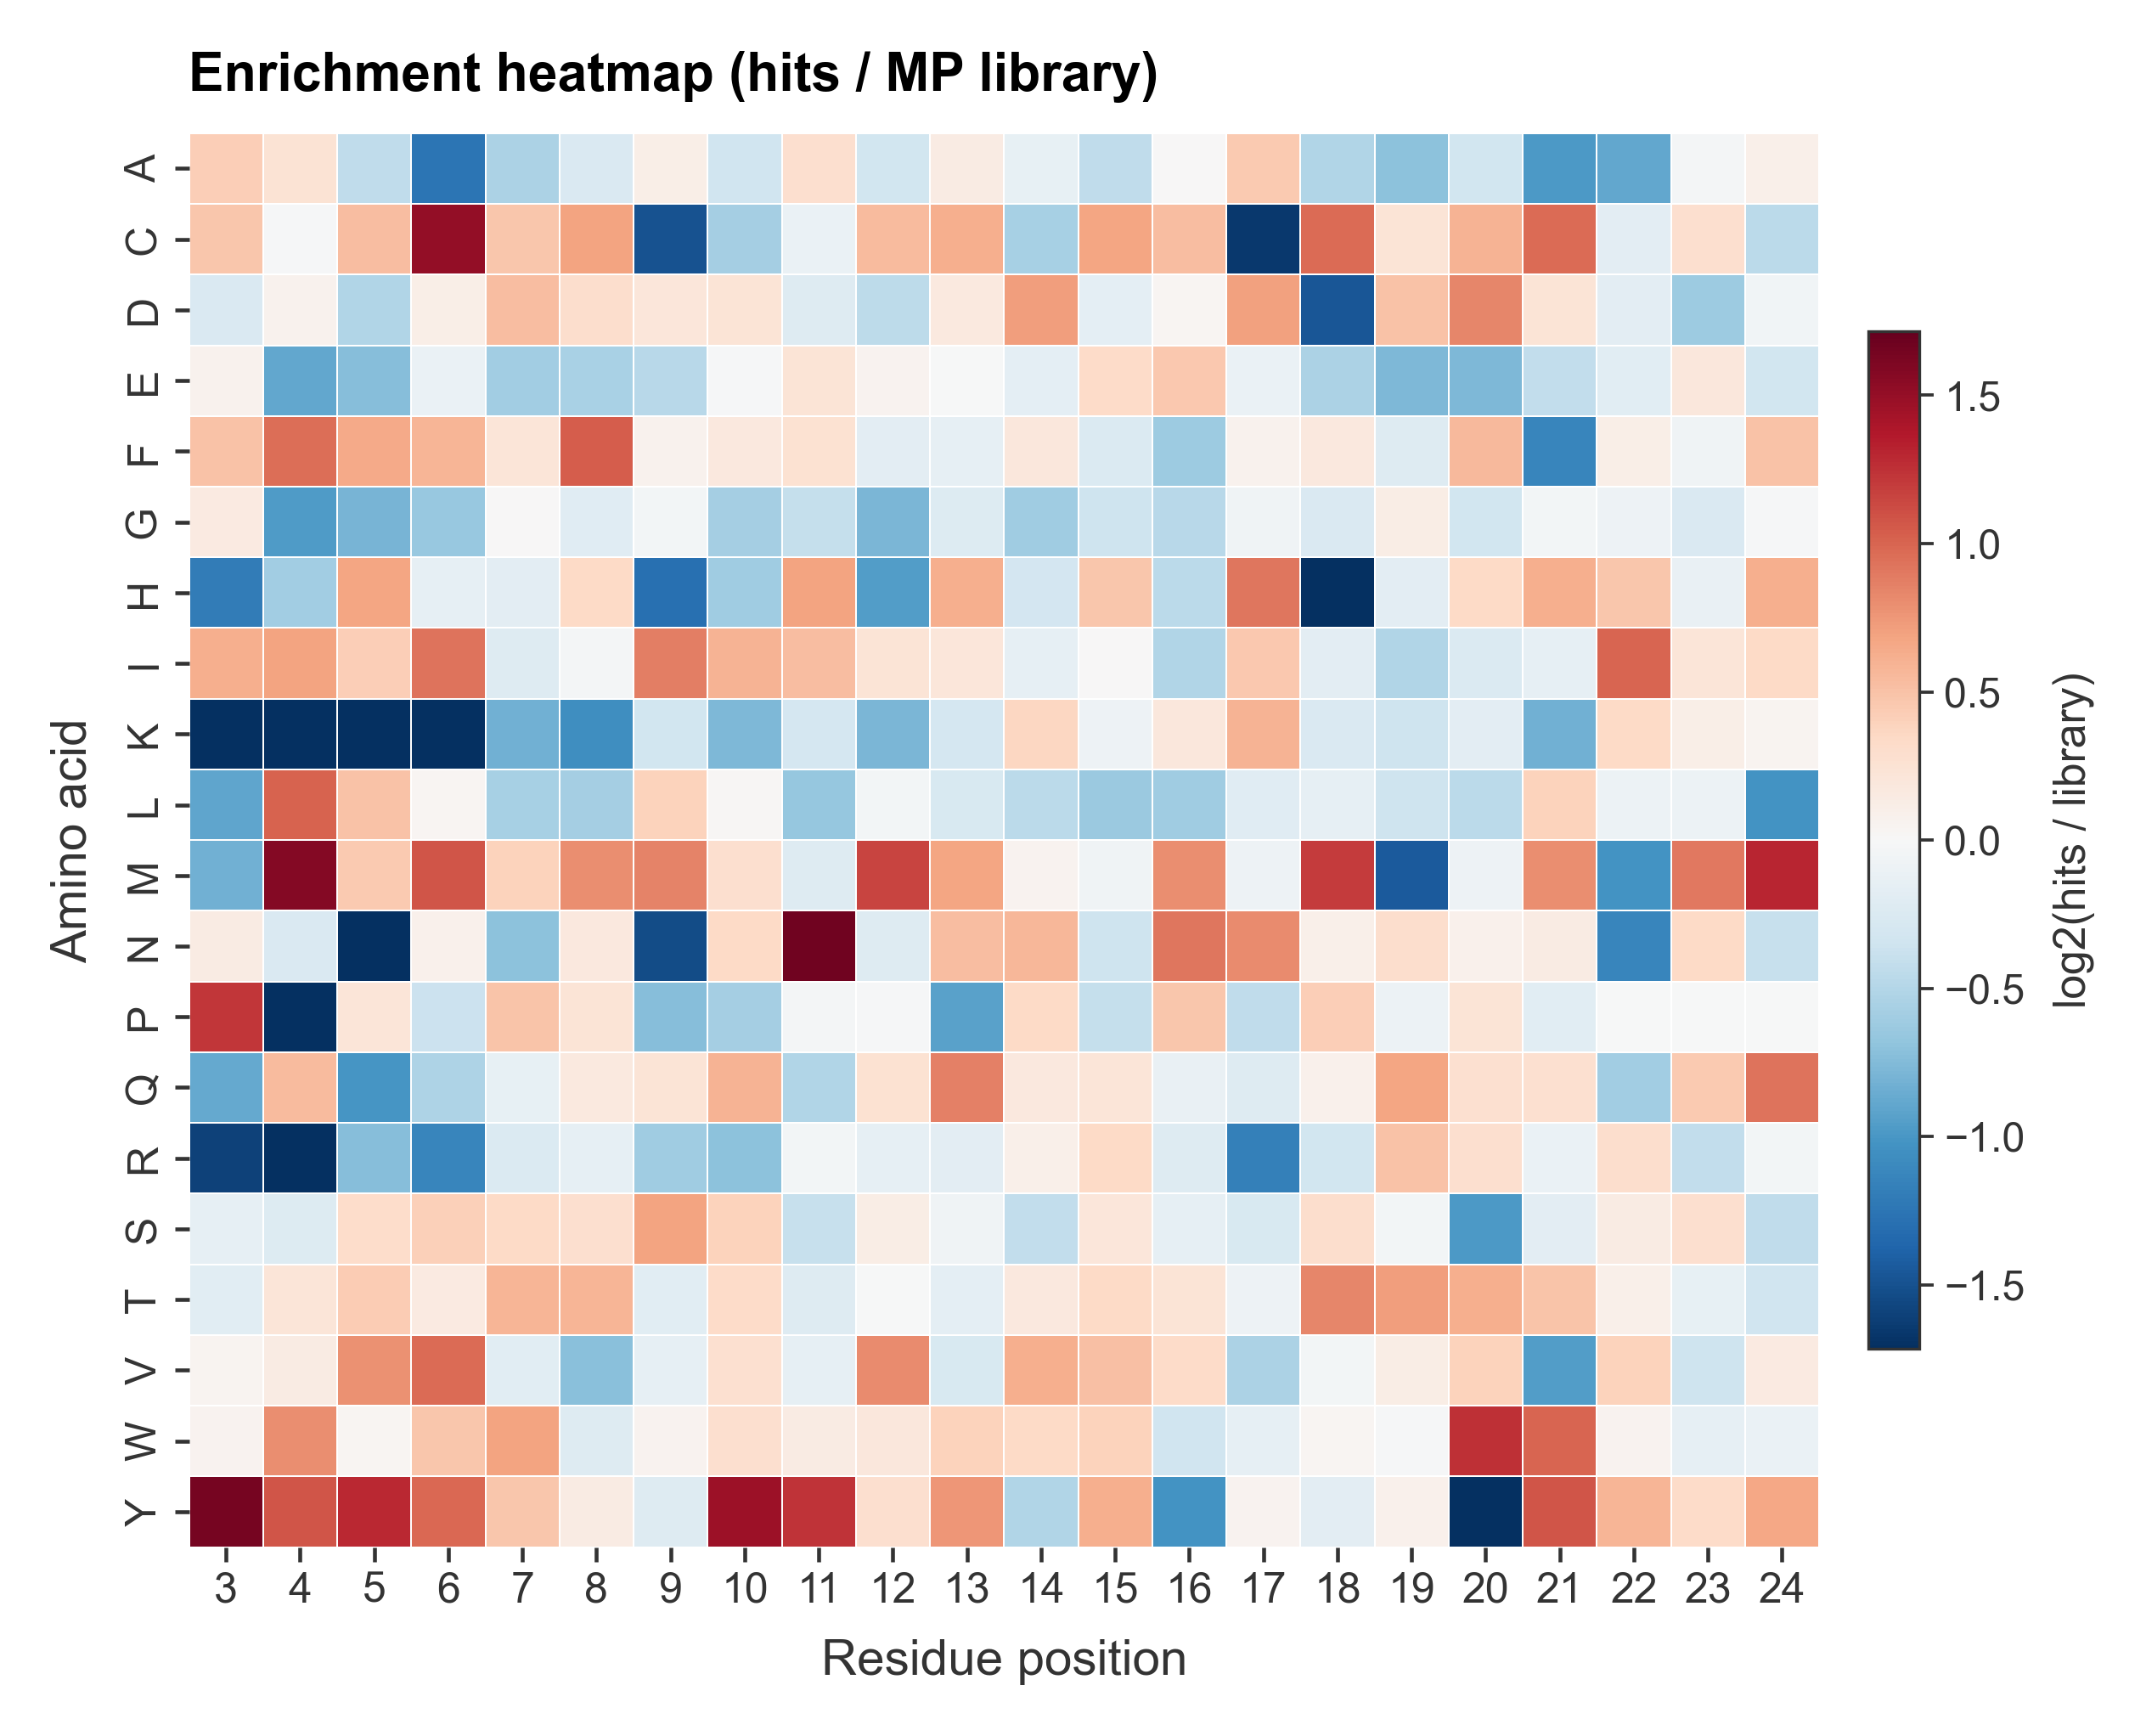 Enrichment heatmap (hits / MP library)
A
C
D
E
F
G
H
I
K
L
M
N
P
Q
R
S
T
V
W
Y
Amino acid
3 4 5 6 7 8 9 10 11 12 13 14 15 16 17 18 19 20 21 22 23 24
Residue position
1.5
1.0
0.5
0.0
−0.5
−1.0
−1.5
log2(hits / library)